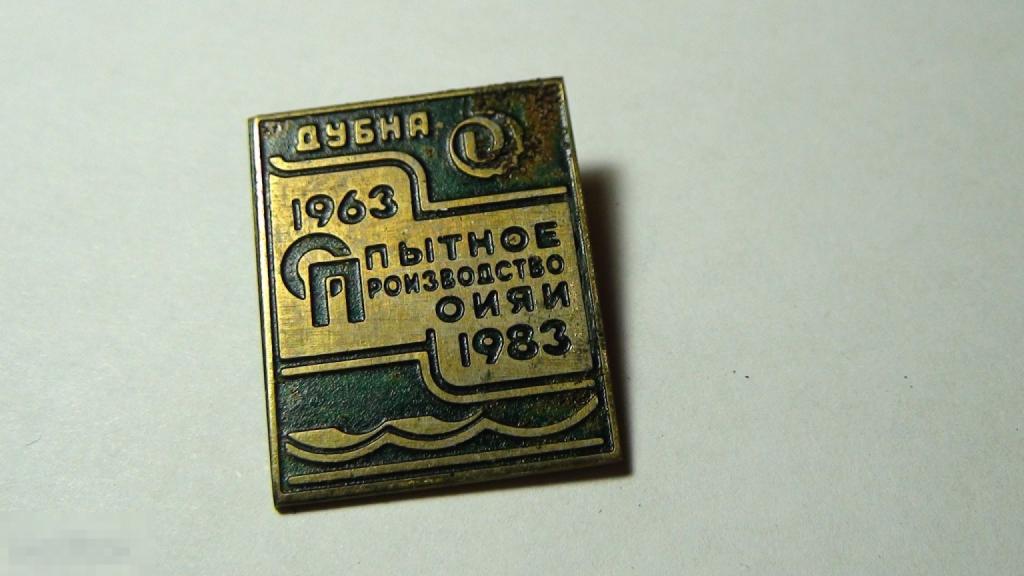 ДУБНА
1963
ОПЫТНОЕ
ПРОИЗВОДСТВО
ОИЯИ
1983